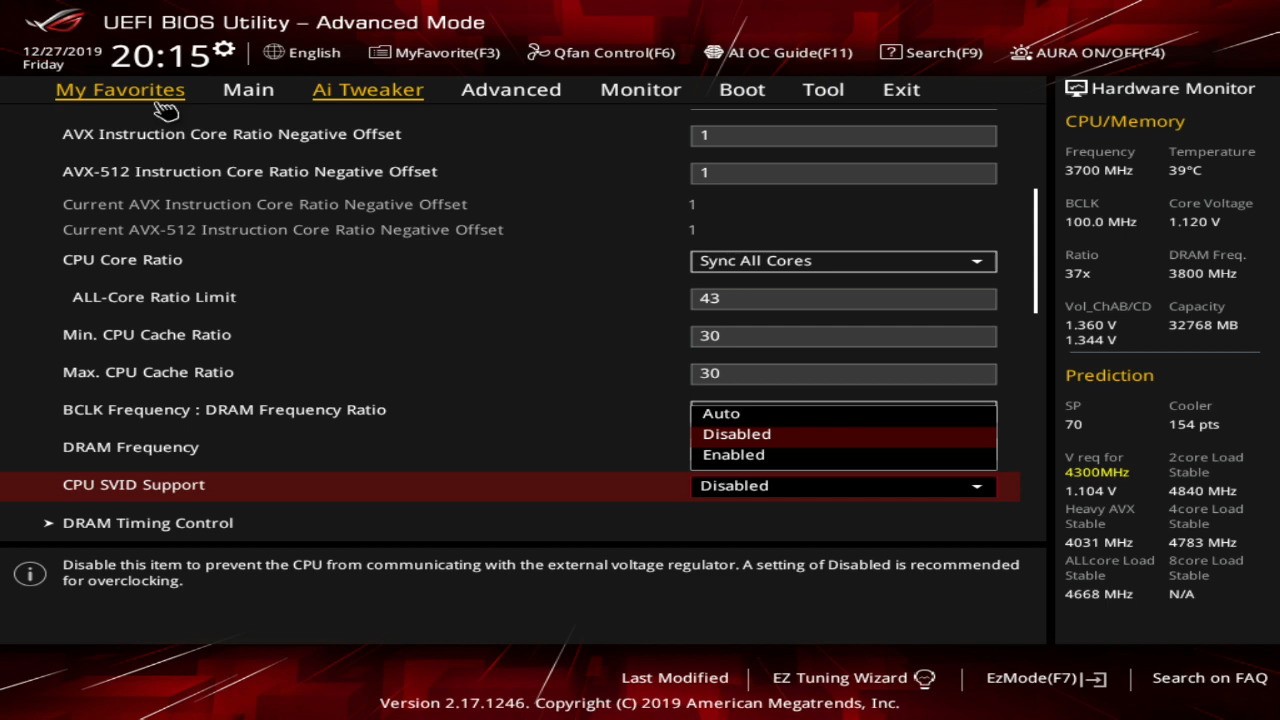 UEFI BIOS Utility – Advanced Mode
12/27/2019
Friday
20:15
English
MyFavorite(F3)
Qfan Control(F6)
AI OC Guide(F11)
Search(F9)
AURA ON/OFF(F4)
My Favorites
Main
Ai Tweaker
Advanced
Monitor
Boot
Tool
Exit
AVX Instruction Core Ratio Negative Offset 1
AVX-512 Instruction Core Ratio Negative Offset 1
Current AVX Instruction Core Ratio Negative Offset 1
Current AVX-512 Instruction Core Ratio Negative Offset 1
CPU Core Ratio Sync All Cores
ALL-Core Ratio Limit 43
Min. CPU Cache Ratio 30
Max. CPU Cache Ratio 30
BCLK Frequency : DRAM Frequency Ratio
Auto
Disabled
DRAM Frequency
Enabled
CPU SVID Support Disabled
DRAM Timing Control
Disable this item to prevent the CPU from communicating with the external voltage regulator. A setting of Disabled is recommended
for overclocking.
Hardware Monitor
CPU/Memory
Frequency Temperature
3700 MHz 39°C
BCLK Core Voltage
100.0 MHz 1.120 V
Ratio DRAM Freq.
37x 3800 MHz
Vol_ChAB/CD Capacity
1.360 V 32768 MB
1.344 V
Prediction
SP Cooler
70 154 pts
V req for 2core Load
4300MHz Stable
1.104 V 4840 MHz
Heavy AVX 4core Load
Stable Stable
4031 MHz 4783 MHz
ALLcore Load 8core Load
Stable Stable
4668 MHz N/A
Last Modified
EZ Tuning Wizard
EzMode(F7)
Search on FAQ
Version 2.17.1246. Copyright (C) 2019 American Megatrends, Inc.